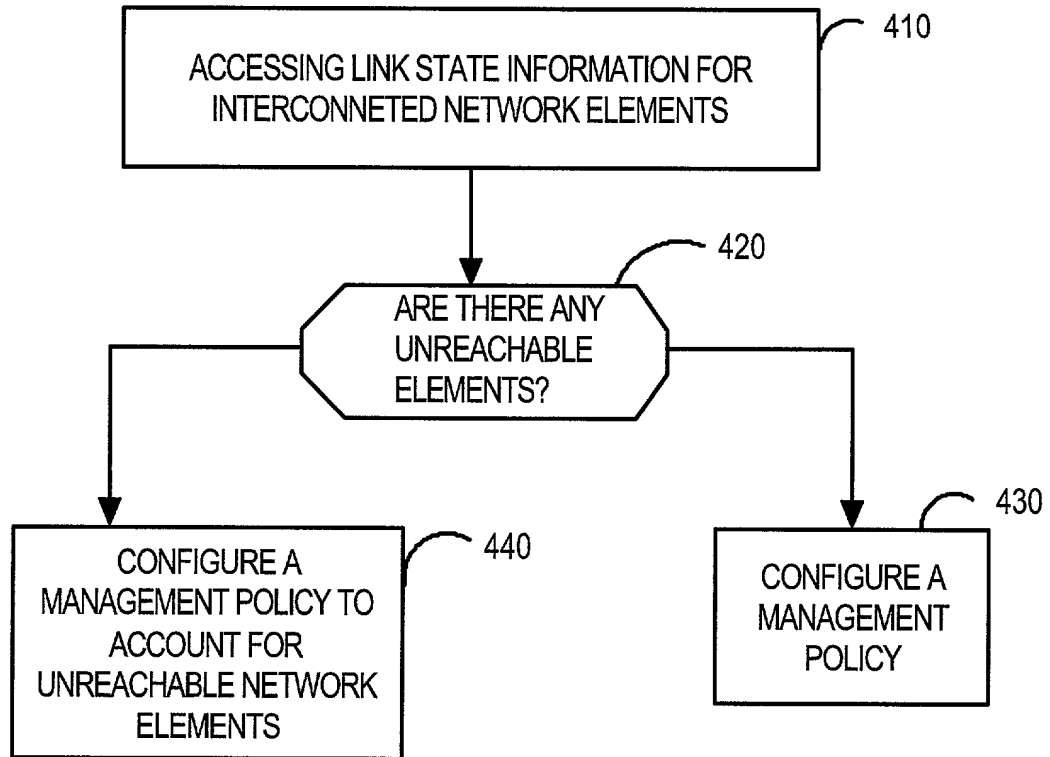 410
ACCESSING LINK STATE INFORMATION FOR
INTERCONNETED NETWORK ELEMENTS
420
ARE THERE ANY
UNREACHABLE
ELEMENTS?
440
CONFIGURE A
MANAGEMENT POLICY TO
ACCOUNT FOR
UNREACHABLE NETWORK
ELEMENTS
430
CONFIGURE A
MANAGEMENT
POLICY